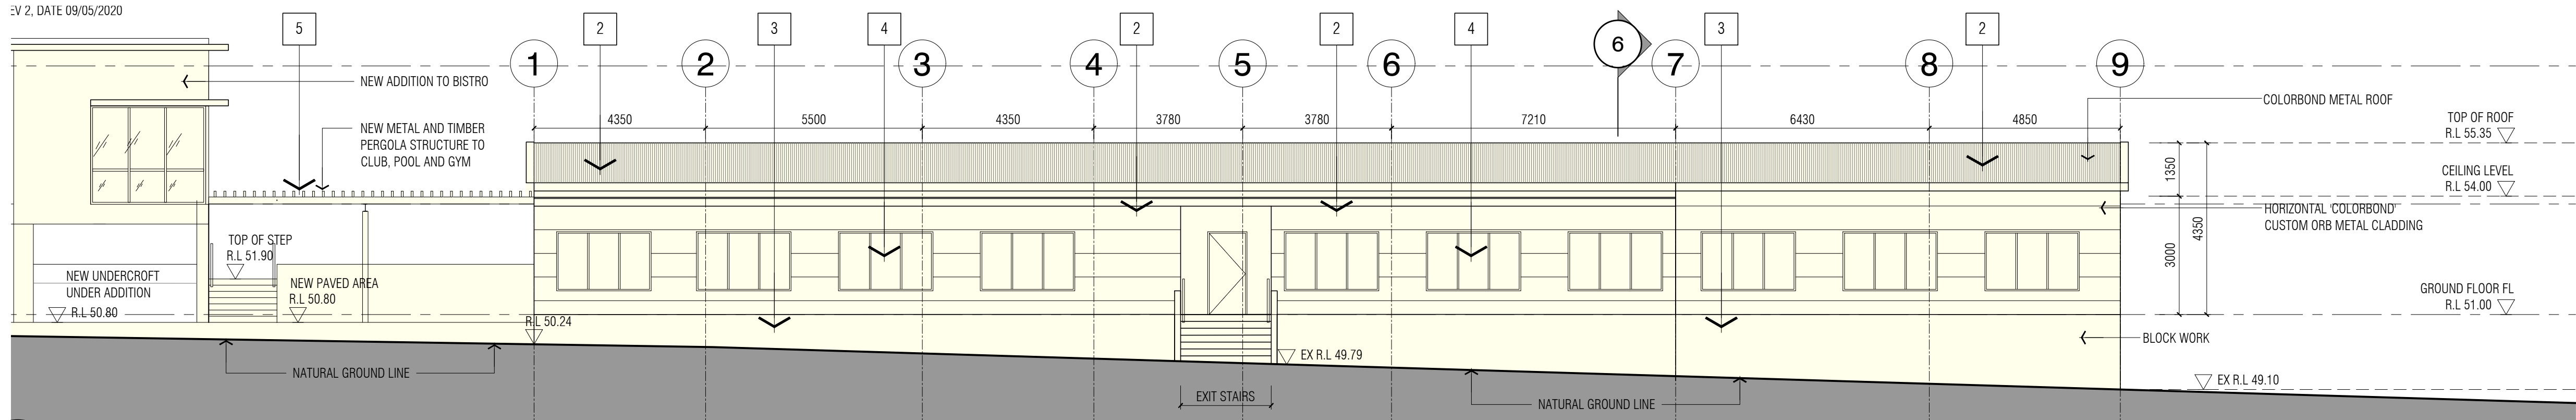 EV 2, DATE 09/05/2020
5
2
3
4
2
2
4
6
3
2
1
2
3
4
5
6
7
8
9
NEW ADDITION TO BISTRO
NEW METAL AND TIMBER
PERGOLA STRUCTURE TO
CLUB, POOL AND GYM
4350
5500
4350
3780
3780
7210
6430
4850
COLORBOND METAL ROOF
TOP OF ROOF
R.L 55.35
1350
CEILING LEVEL
R.L 54.00
HORIZONTAL 'COLORBOND'
CUSTOM ORB METAL CLADDING
4350
3000
TOP OF STEP
R.L 51.90
NEW UNDERCROFT
UNDER ADDITION
R.L 50.80
NEW PAVED AREA
R.L 50.80
R.L 50.24
GROUND FLOOR FL
R.L 51.00
BLOCK WORK
EX R.L 49.79
EX R.L 49.10
NATURAL GROUND LINE
EXIT STAIRS
NATURAL GROUND LINE